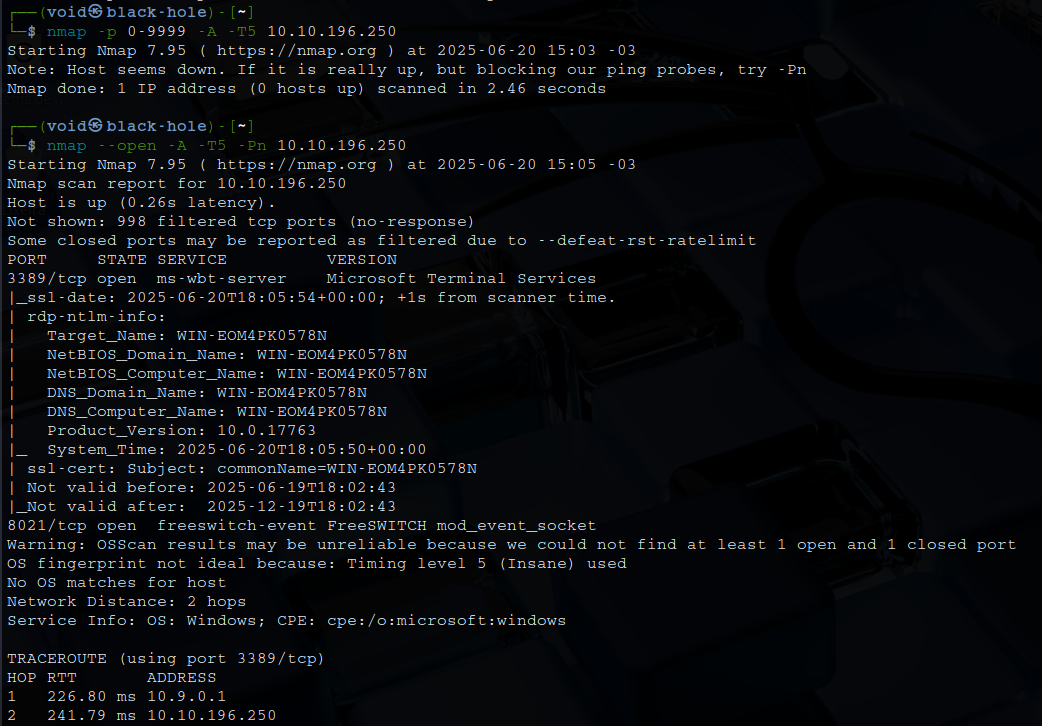 ┌──(void㉿black-hole)-[~]
└─$ nmap -p 0-9999 -A -T5 10.10.196.250
Starting Nmap 7.95 ( https://nmap.org ) at 2025-06-20 15:03 -03
Note: Host seems down. If it is really up, but blocking our ping probes, try -Pn
Nmap done: 1 IP address (0 hosts up) scanned in 2.46 seconds

┌──(void㉿black-hole)-[~]
└─$ nmap --open -A -T5 -Pn 10.10.196.250
Starting Nmap 7.95 ( https://nmap.org ) at 2025-06-20 15:05 -03
Nmap scan report for 10.10.196.250
Host is up (0.26s latency).
Not shown: 998 filtered tcp ports (no-response)
Some closed ports may be reported as filtered due to --defeat-rst-ratelimit
PORT     STATE SERVICE          VERSION
3389/tcp open  ms-wbt-server    Microsoft Terminal Services
|_ssl-date: 2025-06-20T18:05:54+00:00; +1s from scanner time.
| rdp-ntlm-info:
|   Target_Name: WIN-EOM4PK0578N
|   NetBIOS_Domain_Name: WIN-EOM4PK0578N
|   NetBIOS_Computer_Name: WIN-EOM4PK0578N
|   DNS_Domain_Name: WIN-EOM4PK0578N
|   DNS_Computer_Name: WIN-EOM4PK0578N
|   Product_Version: 10.0.17763
|_  System_Time: 2025-06-20T18:05:50+00:00
| ssl-cert: Subject: commonName=WIN-EOM4PK0578N
| Not valid before: 2025-06-19T18:02:43
|_Not valid after:  2025-12-19T18:02:43
8021/tcp open  freeswitch-event FreeSWITCH mod_event_socket
Warning: OSScan results may be unreliable because we could not find at least 1 open and 1 closed port
OS fingerprint not ideal because: Timing level 5 (Insane) used
No OS matches for host
Network Distance: 2 hops
Service Info: OS: Windows; CPE: cpe:/o:microsoft:windows

TRACEROUTE (using port 3389/tcp)
HOP RTT       ADDRESS
1   226.80 ms 10.9.0.1
2   241.79 ms 10.10.196.250